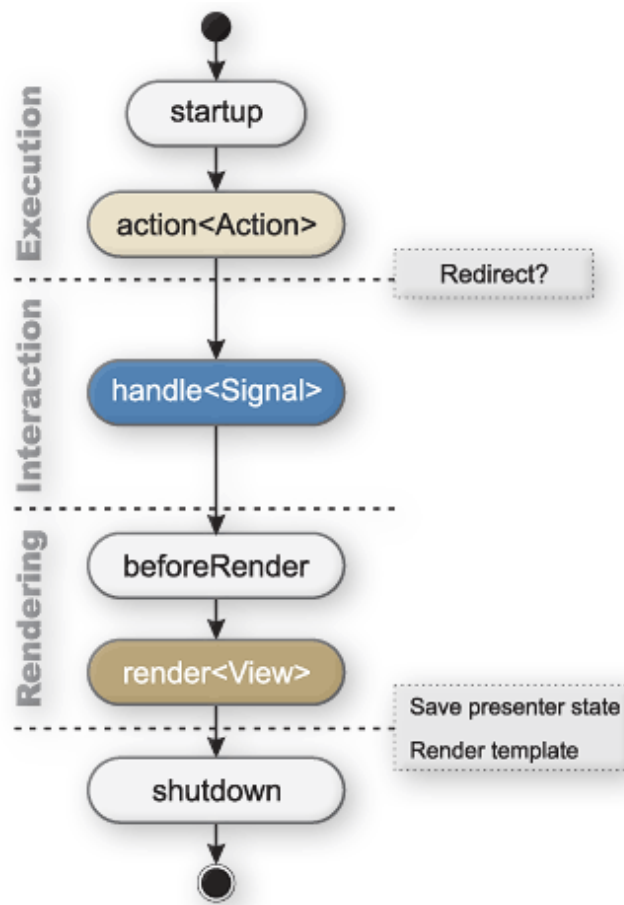 Execution
startup
action<Action>
Redirect?
Interaction
handle<Signal>
Rendering
beforeRender
render<View>
Save presenter state
Render template
shutdown